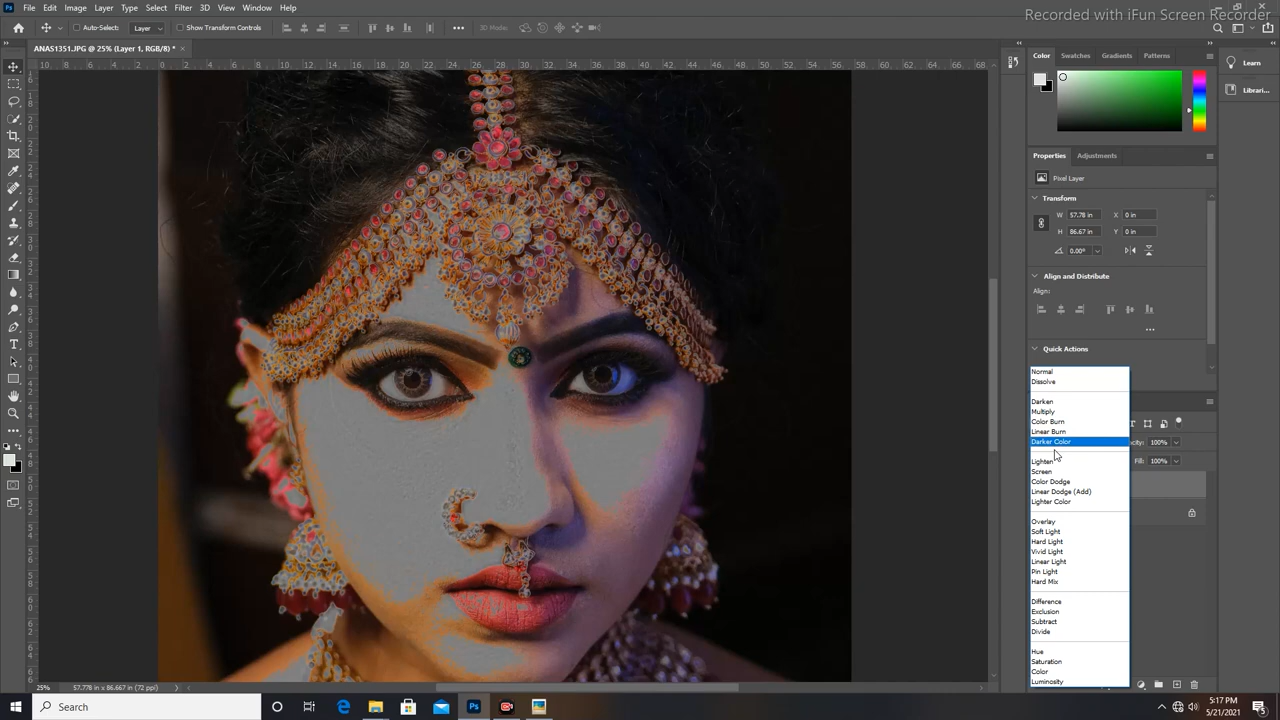 File Edit Image Layer Type Select Filter 3D View Window Help
Recorded with iFun Screen Recorder
Auto-Select: Layer Show Transform Controls 3D Mode:
ANAS1351.JPG @ 25% (Layer 1, RGB/8) *
Color Swatches Gradients Patterns
Learn
Librari...
Properties Adjustments
Pixel Layer
Transform
W 57.78 in X 0 in
H 86.67 in Y 0 in
0.00°
Align and Distribute
Align:
Quick Actions
Normal
Dissolve
Darken
Multiply
Color Burn
Linear Burn
Darker Color
100%
Lighten
Fill: 100%
Screen
Color Dodge
Linear Dodge (Add)
Lighter Color
Overlay
Soft Light
Hard Light
Vivid Light
Linear Light
Pin Light
Hard Mix
Difference
Exclusion
Subtract
Divide
Hue
Saturation
Color
Luminosity
25% 57.778 in x 86.667 in (72 ppi)
Search
5:17 PM
5/21/2021